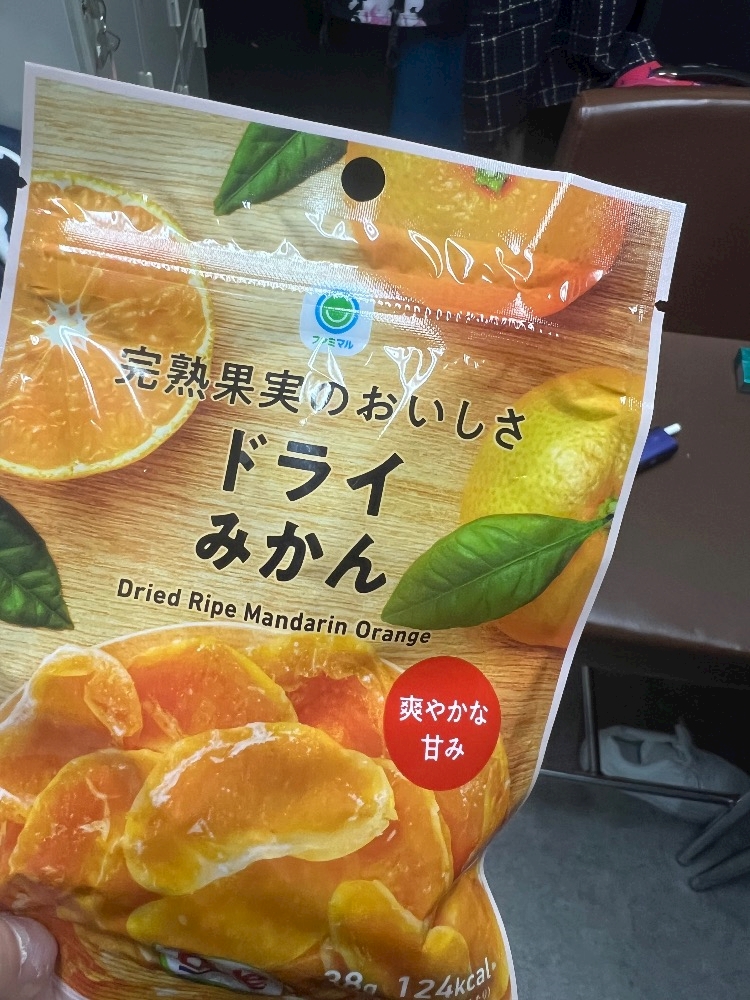 ファミマル
完熟果実のおいしさ
ドライ
みかん
Dried Ripe Mandarin Orange
爽やかな
甘み
38g 124kcal